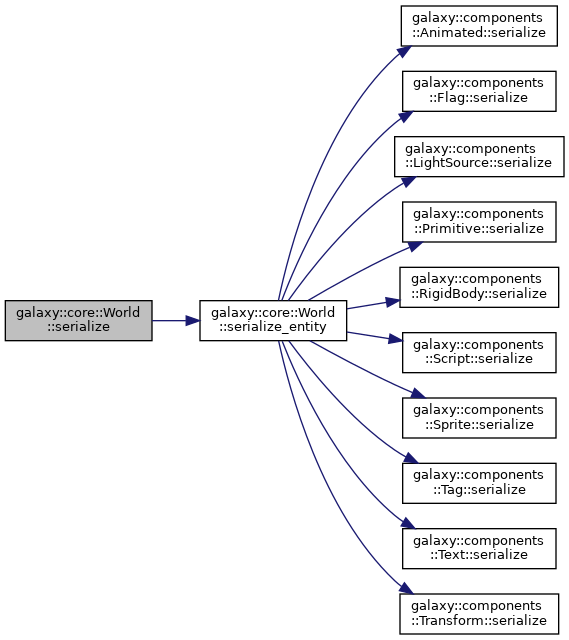 galaxy::core::World
::serialize
galaxy::core::World
::serialize_entity
galaxy::components
::Animated::serialize
galaxy::components
::Flag::serialize
galaxy::components
::LightSource::serialize
galaxy::components
::Primitive::serialize
galaxy::components
::RigidBody::serialize
galaxy::components
::Script::serialize
galaxy::components
::Sprite::serialize
galaxy::components
::Tag::serialize
galaxy::components
::Text::serialize
galaxy::components
::Transform::serialize